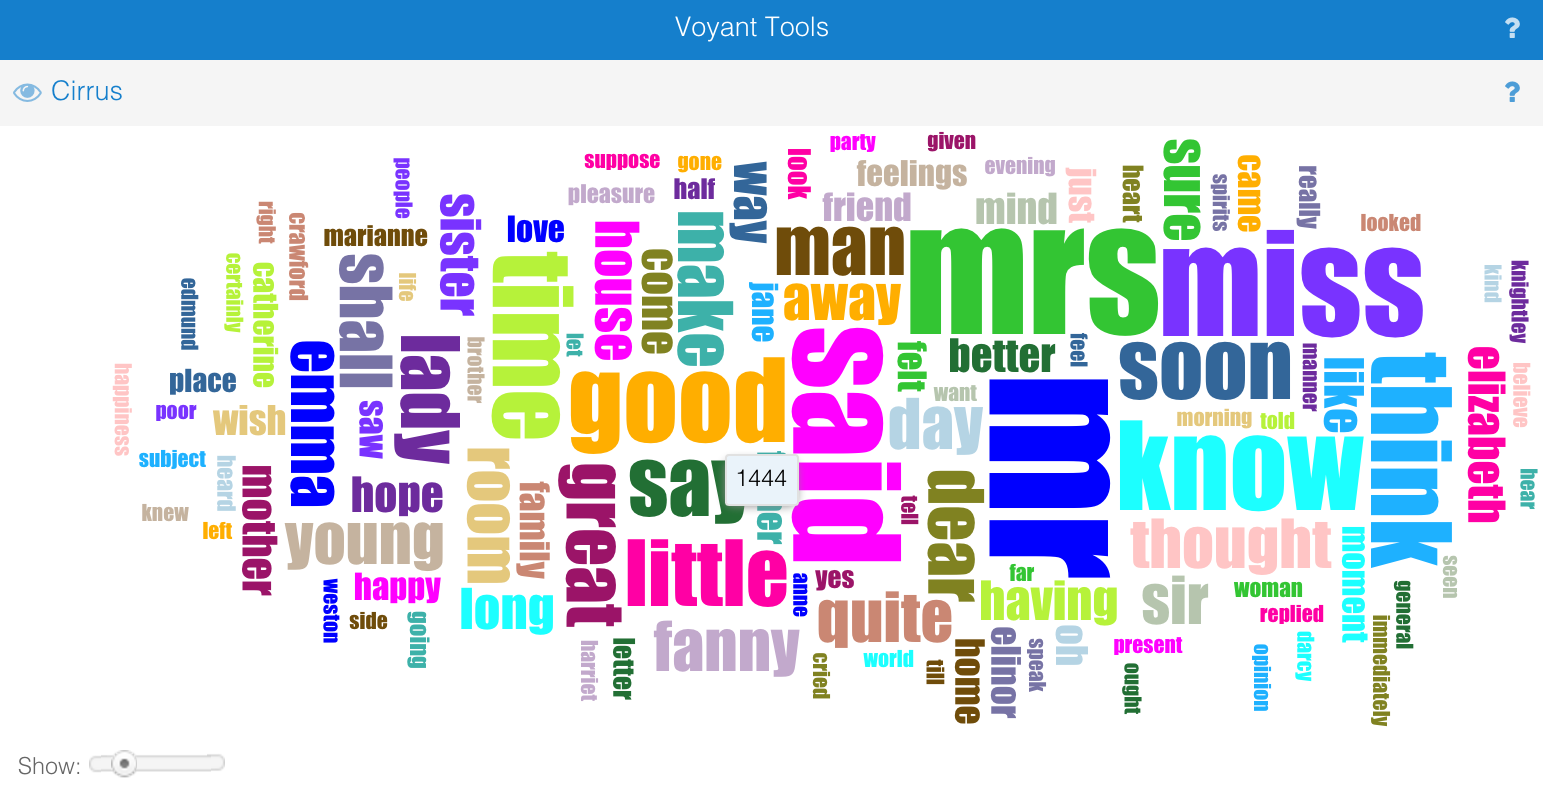 Voyant Tools
?
Cirrus
?
party
given
suppose
gone
look
feelings
evening
people
pleasure
half
way
friend
mind
just
heart
sure
spirits
came
really
looked
right
crawford
marianne
sister
love
house
come
make
man
mrs
miss
kind
knightley
edmund
certainly
catherine
shall
life
time
jane
away
let
said
felt
better
feel
soon
manner
like
think
elizabeth
believe
happiness
place
emma
lady
brother
good
want
day
mr
morning
told
know
poor
wish
saw
subject
heard
mother
hope
room
family
great
say
1444
tell
dear
thought
hear
knew
left
young
little
yes
anne
far
having
sir
woman
replied
moment
seen
general
weston
happy
side
going
long
fanny
quite
harriet
letter
cried
world
till
home
elinor
speak
oh
present
ought
opinion
darcy
immediately
Show: